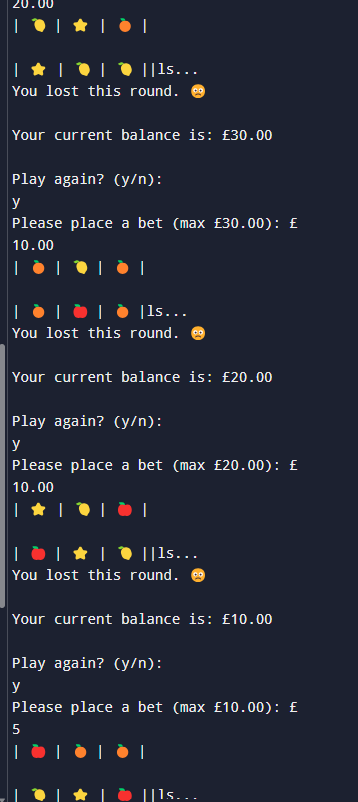 20.00
| 🍋 | ⭐ | 🍊 |
| ⭐ | 🍋 | 🍋 ||ls...
You lost this round. 😳
Your current balance is: £30.00
Play again? (y/n):
y
Please place a bet (max £30.00): £
10.00
| 🍊 | 🍋 | 🍊 |
| 🍊 | 🍎 | 🍊 |ls...
You lost this round. 😳
Your current balance is: £20.00
Play again? (y/n):
y
Please place a bet (max £20.00): £
10.00
| ⭐ | 🍋 | 🍎 |
| 🍎 | ⭐ | 🍋 ||ls...
You lost this round. 😳
Your current balance is: £10.00
Play again? (y/n):
y
Please place a bet (max £10.00): £
5
| 🍎 | 🍊 | 🍊 |
| 🍋 | ⭐ | 🍎 ||ls...